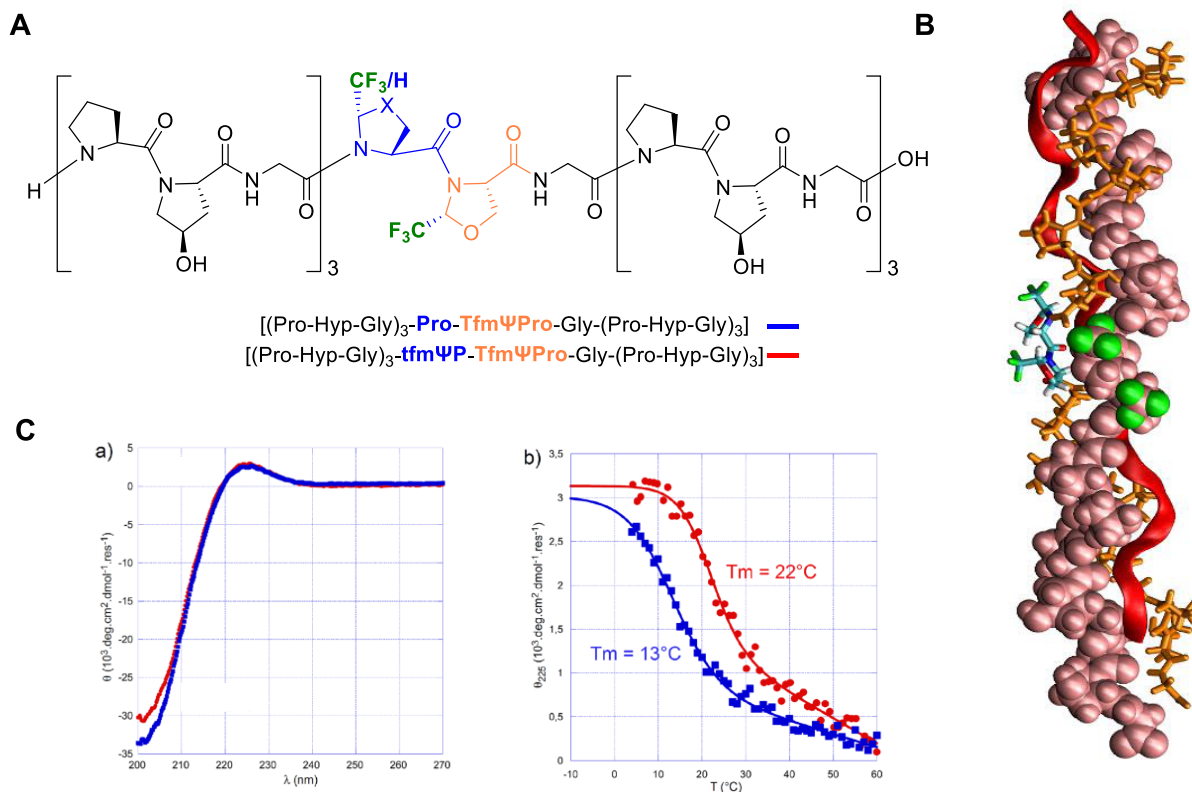 A
B
CF₃/H
X
O
O
O
O
O
O
N
N
N
N
N
N
HN
HN
HN
O
O
O
H
OH
F₃C
O
OH
OH
3
3
[(Pro-Hyp-Gly)₃-Pro-TfmΨPro-Gly-(Pro-Hyp-Gly)₃]
[(Pro-Hyp-Gly)₃-tfmΨP-TfmΨPro-Gly-(Pro-Hyp-Gly)₃]
C
a)
5
0
-5
-10
-15
-20
-25
-30
-35
200 210 220 230 240 250 260 270
λ (nm)
θ (10³.deg.cm².dmol⁻¹.res⁻¹)
b)
3,5
3
2,5
2
1,5
1
0,5
0
-10 0 10 20 30 40 50 60
T (°C)
θ₂₂₅ (10³.deg.cm².dmol⁻¹.res⁻¹)
Tm = 22°C
Tm = 13°C